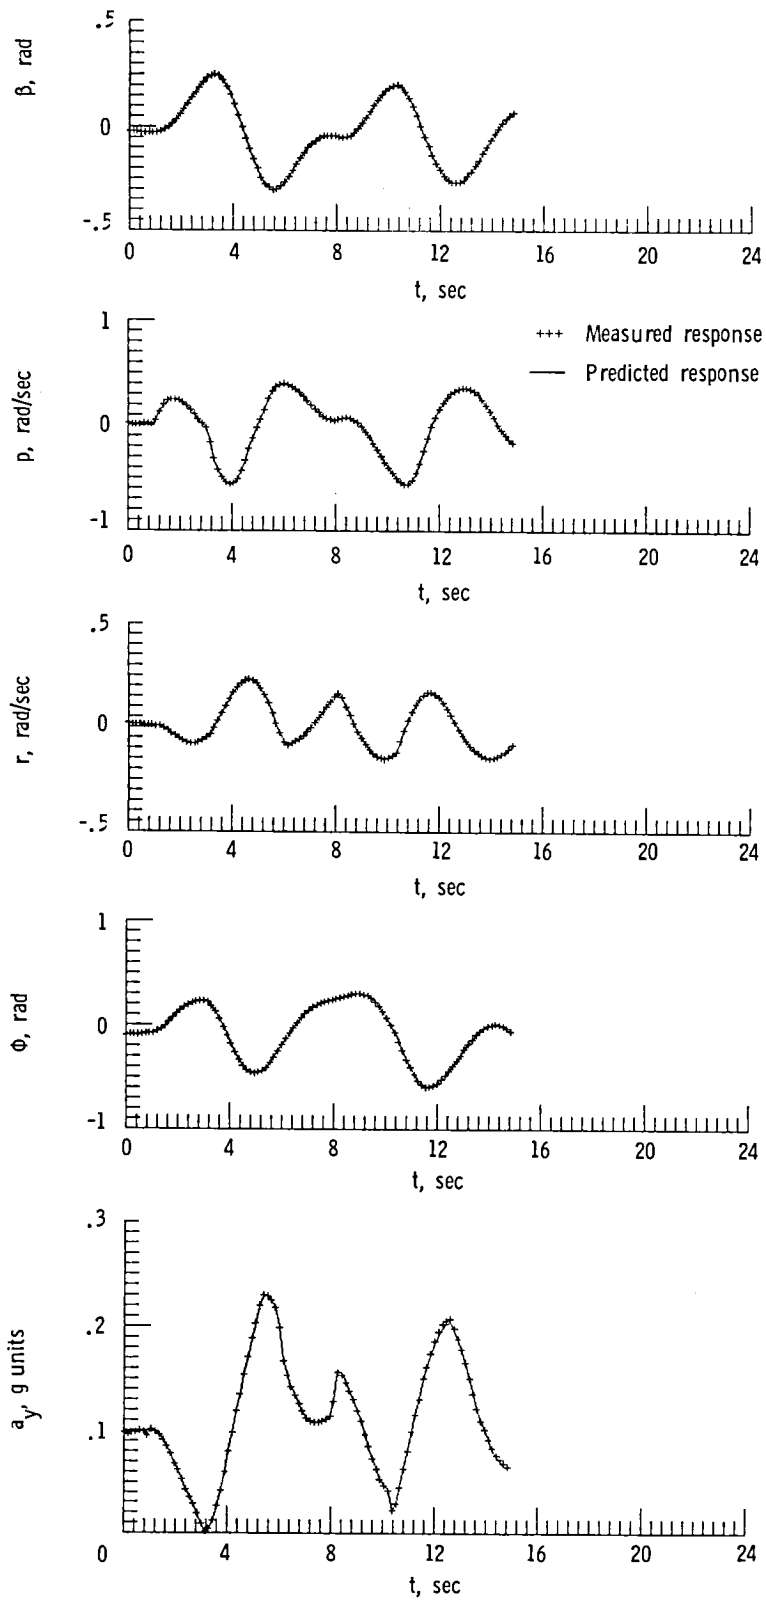 .5
β, rad
0
-.5
0 4 8 12 16 20 24
t, sec
1
+++ Measured response
Predicted response
p, rad/sec
0
-1
0 4 8 12 16 20 24
t, sec
.5
r, rad/sec
0
-.5
0 4 8 12 16 20 24
t, sec
1
Φ, rad
0
-1
0 4 8 12 16 20 24
t, sec
.3
.2
a_y, g units
.1
0 4 8 12 16 20 24
t, sec